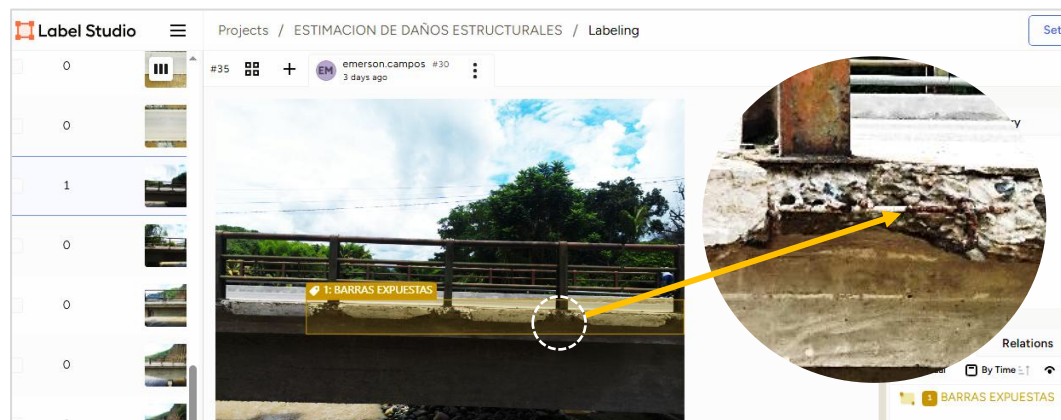 Label Studio
Projects / ESTIMACION DE DAÑOS ESTRUCTURALES / Labeling
Set
0
#35
EM
emerson.campos #30
3 days ago
ry
0
1
0
1: BARRAS EXPUESTAS
0
Relations
0
By Time
1 BARRAS EXPUESTAS